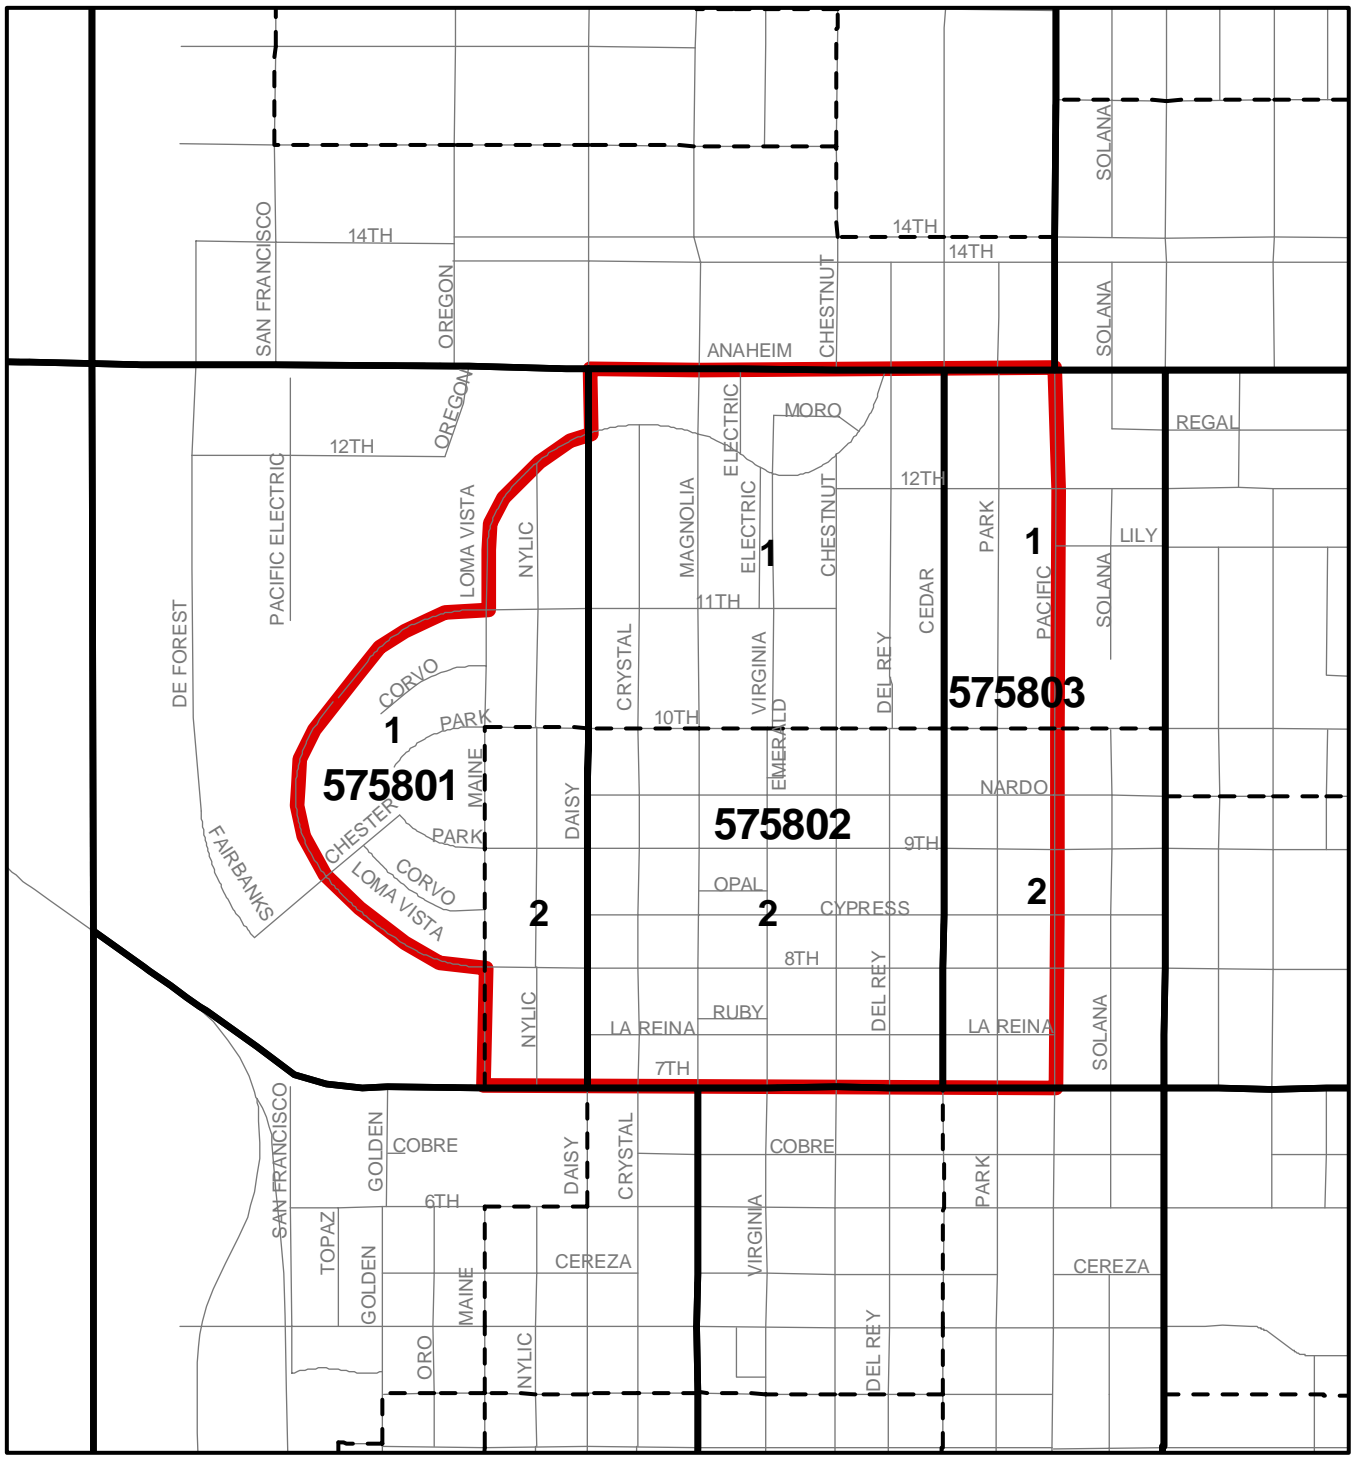 SOLANA
SAN FRANCISCO
14TH
14TH
14TH
OREGON
CHESTNUT
SOLANA
ANAHEIM
OREGON
12TH
PACIFIC ELECTRIC
LOMA VISTA
NYLIC
MAGNOLIA
ELECTRIC
ELECTRIC
MORO
CHESTNUT
12TH
REGAL
PARK
1
1
LILY
SOLANA
PACIFIC
CEDAR
DE FOREST
11TH
CRYSTAL
VIRGINIA
DEL REY
CORVO
PARK
1
575801
MAINE
10TH
EMERALD
575803
NARDO
DAISY
575802
9TH
CHESTER
PARK
FAIRBANKS
CORVO
LOMA VISTA
OPAL
CYPRESS
2
2
2
8TH
DEL REY
NYLIC
LA REINA
RUBY
LA REINA
SOLANA
7TH
SAN FRANCISCO
GOLDEN
COBRE
DAISY
CRYSTAL
COBRE
PARK
6TH
TOPAZ
GOLDEN
MAINE
CEREZA
VIRGINIA
CEREZA
ORO
NYLIC
DEL REY